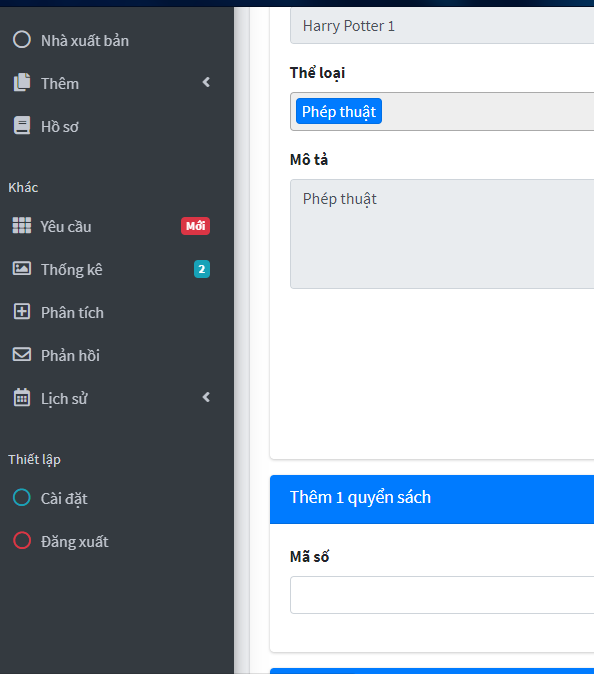 Nhà xuất bản
Thêm
Hồ sơ
Khác
Yêu cầu Mới
Thống kê 2
Phân tích
Phản hồi
Lịch sử
Thiết lập
Cài đặt
Đăng xuất
Harry Potter 1
Thể loại
Phép thuật
Mô tả
Phép thuật
Thêm 1 quyển sách
Mã số